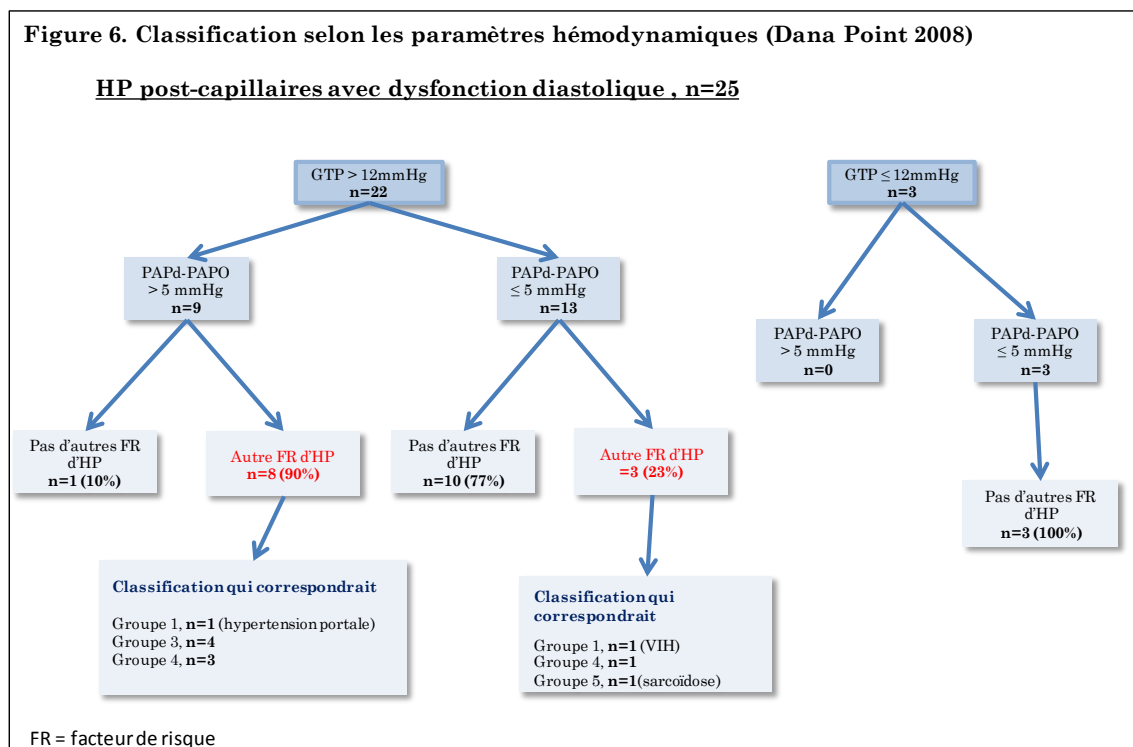 Figure 6. Classification selon les paramètres hémodynamiques (Dana Point 2008)
HP post-capillaires avec dysfonction diastolique , n=25
GTP > 12mmHg
n=22
GTP ≤ 12mmHg
n=3
PAPd-PAPO
> 5 mmHg
n=9
PAPd-PAPO
≤ 5 mmHg
n=13
PAPd-PAPO
> 5 mmHg
n=0
PAPd-PAPO
≤ 5 mmHg
n=3
Pas d'autres FR
d'HP
n=1 (10%)
Autre FR d'HP
n=8 (90%)
Pas d'autres FR
d'HP
n=10 (77%)
Autre FR d'HP
=3 (23%)
Pas d'autres FR
d'HP
n=3 (100%)
Classification qui correspondrait
Groupe 1, n=1 (hypertension portale)
Groupe 3, n=4
Groupe 4, n=3
Classification qui
correspondrait
Groupe 1, n=1 (VIH)
Groupe 4, n=1
Groupe 5, n=1(sarcoïdose)
FR = facteur de risque